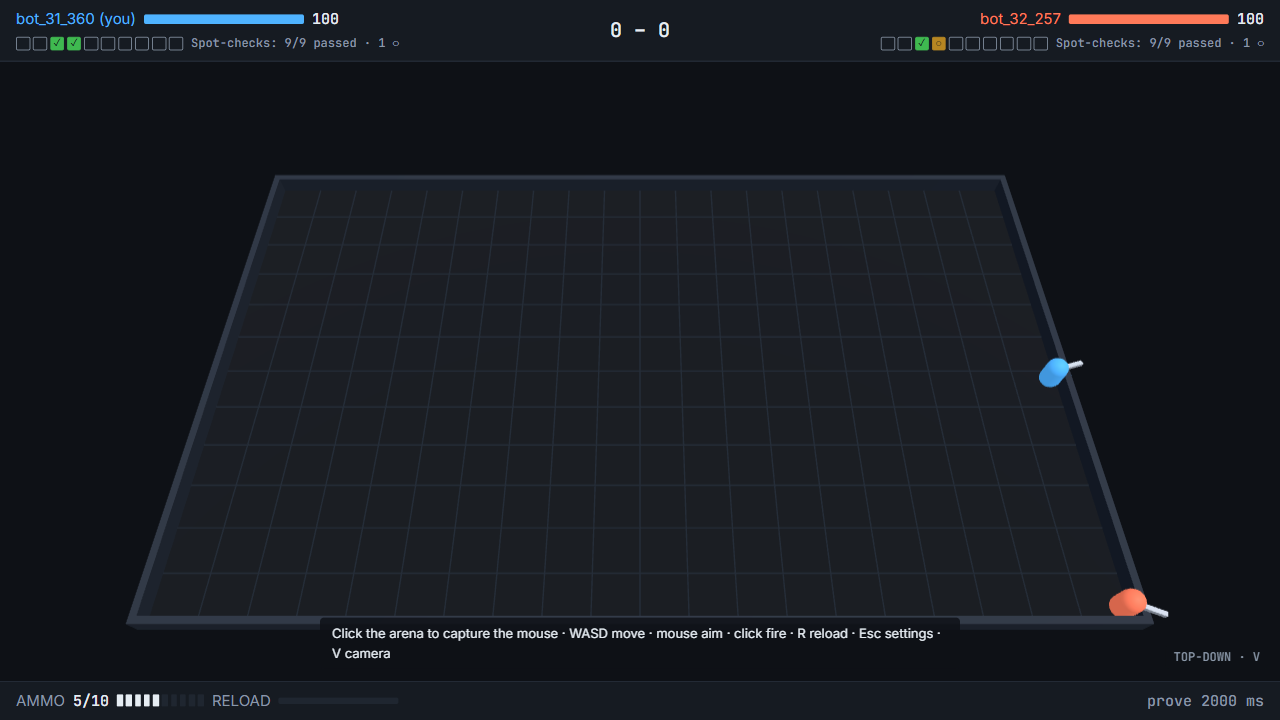 bot_31_360 (you) 100
Spot-checks: 9/9 passed · 1 ○
0 – 0
bot_32_257 100
Spot-checks: 9/9 passed · 1 ○
Click the arena to capture the mouse · WASD move · mouse aim · click fire · R reload · Esc settings ·
V camera
TOP-DOWN · V
AMMO 5/10 RELOAD
prove 2000 ms